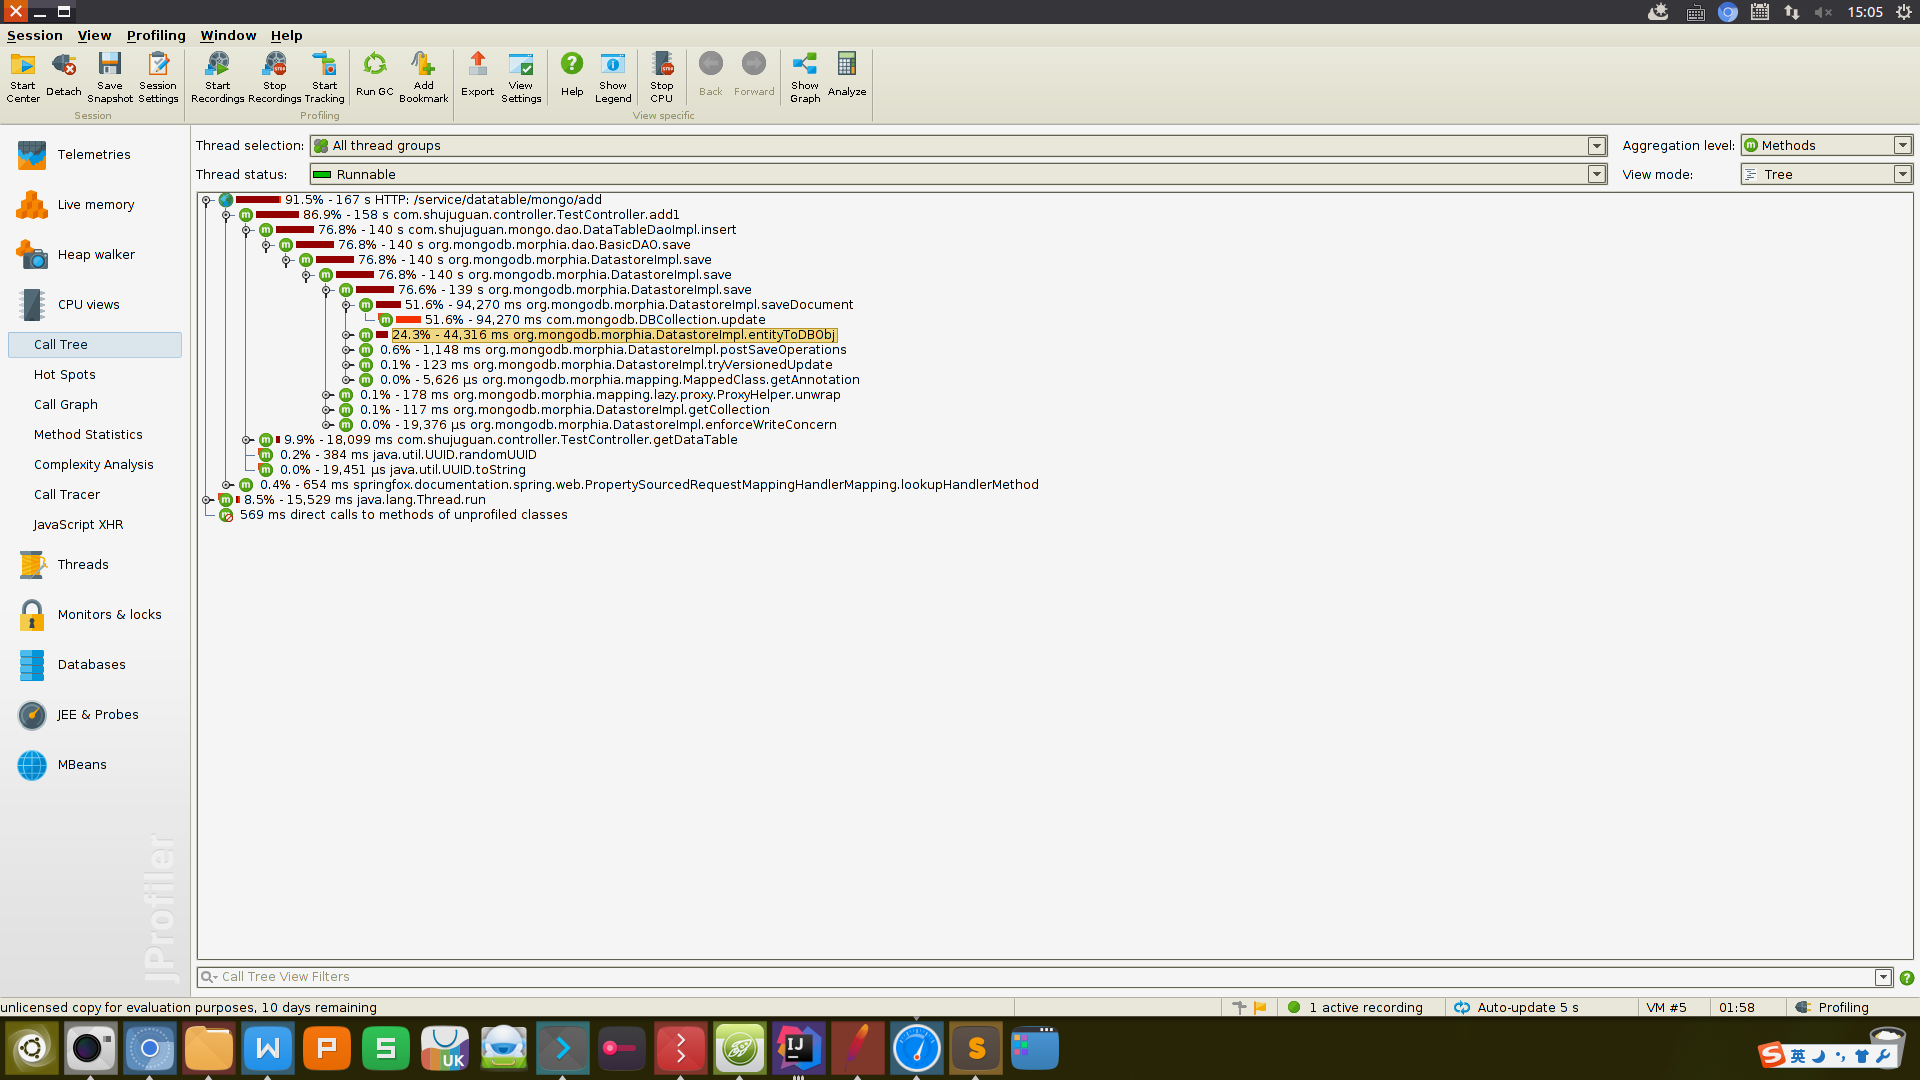 15:05
Session View Profiling Window Help
Start Center Detach Save Snapshot Session Settings Start Recordings Stop Recordings Start Tracking Run GC Add Bookmark Export View Settings Help Show Legend Stop CPU Back Forward Show Graph Analyze
Session Profiling View specific
Telemetries
Live memory
Heap walker
CPU views
Call Tree
Hot Spots
Call Graph
Method Statistics
Complexity Analysis
Call Tracer
JavaScript XHR
Threads
Monitors & locks
Databases
JEE & Probes
MBeans
JProfiler
Thread selection: All thread groups Aggregation level: Methods
Thread status: Runnable View mode: Tree
91.5% - 167 s HTTP: /service/datatable/mongo/add
86.9% - 158 s com.shujuguan.controller.TestController.add1
76.8% - 140 s com.shujuguan.mongo.dao.DataTableDaoImpl.insert
76.8% - 140 s org.mongodb.morphia.dao.BasicDAO.save
76.8% - 140 s org.mongodb.morphia.DatastoreImpl.save
76.8% - 140 s org.mongodb.morphia.DatastoreImpl.save
76.6% - 139 s org.mongodb.morphia.DatastoreImpl.save
51.6% - 94,270 ms org.mongodb.morphia.DatastoreImpl.saveDocument
51.6% - 94,270 ms com.mongodb.DBCollection.update
24.3% - 44,316 ms org.mongodb.morphia.DatastoreImpl.entityToDBObj
0.6% - 1,148 ms org.mongodb.morphia.DatastoreImpl.postSaveOperations
0.1% - 123 ms org.mongodb.morphia.DatastoreImpl.tryVersionedUpdate
0.0% - 5,626 µs org.mongodb.morphia.mapping.MappedClass.getAnnotation
0.1% - 178 ms org.mongodb.morphia.mapping.lazy.proxy.ProxyHelper.unwrap
0.1% - 117 ms org.mongodb.morphia.DatastoreImpl.getCollection
0.0% - 19,376 µs org.mongodb.morphia.DatastoreImpl.enforceWriteConcern
9.9% - 18,099 ms com.shujuguan.controller.TestController.getDataTable
0.2% - 384 ms java.util.UUID.randomUUID
0.0% - 19,451 µs java.util.UUID.toString
0.4% - 654 ms springfox.documentation.spring.web.PropertySourcedRequestMappingHandlerMapping.lookupHandlerMethod
8.5% - 15,529 ms java.lang.Thread.run
569 ms direct calls to methods of unprofiled classes
Call Tree View Filters
unlicensed copy for evaluation purposes, 10 days remaining 1 active recording Auto-update 5 s VM #5 01:58 Profiling
W P S UK IJ S S 英